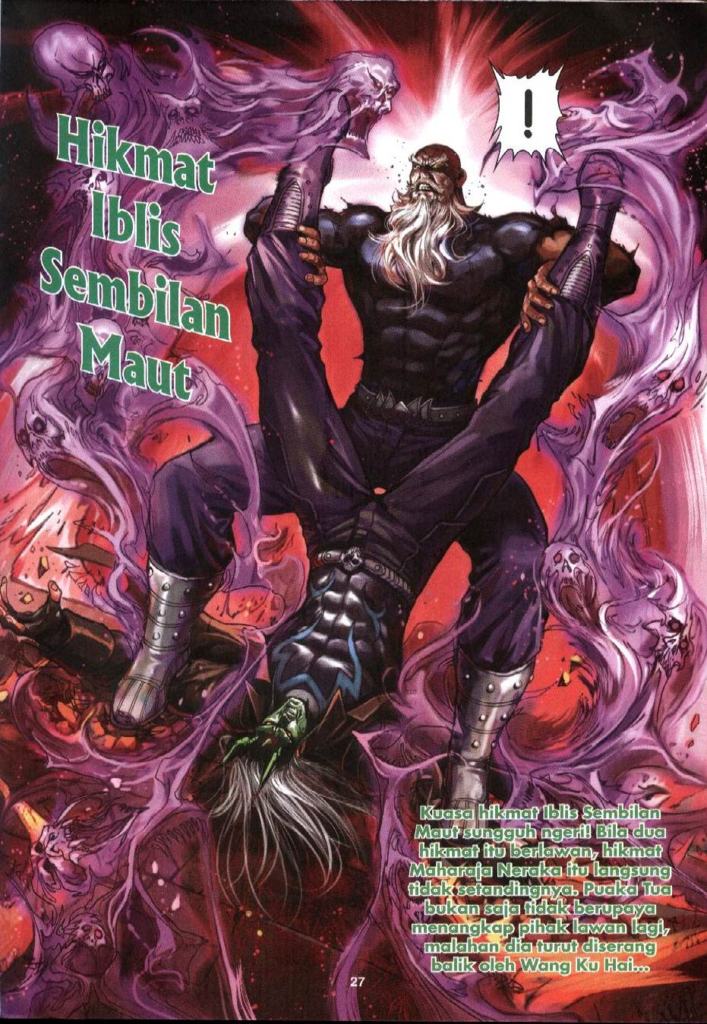 Hikmat
Iblis
Sembilan
Maut
!
Kuasa hikmat Iblis Sembilan
Maut sungguh ngeri! Bila dua
hikmat itu berlawan, hikmat
Maharaja Neraka itu langsung
tidak setandingnya. Puaka Tua
bukan saja tidak berupaya
menangkap pihak lawan lagi,
malahan dia turut diserang
balik oleh Wang Ku Hai...
27